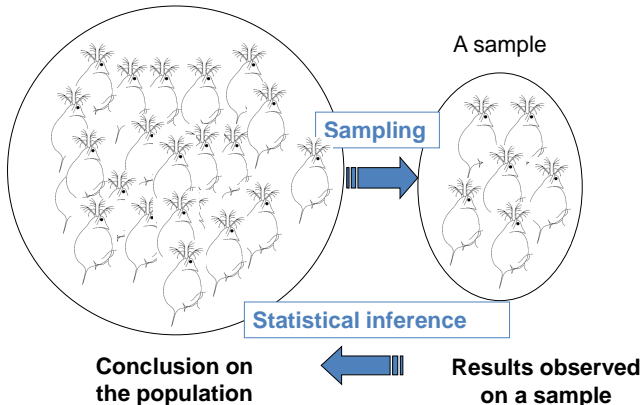 A sample
Sampling
Statistical inference
Conclusion on
the population
Results observed
on a sample